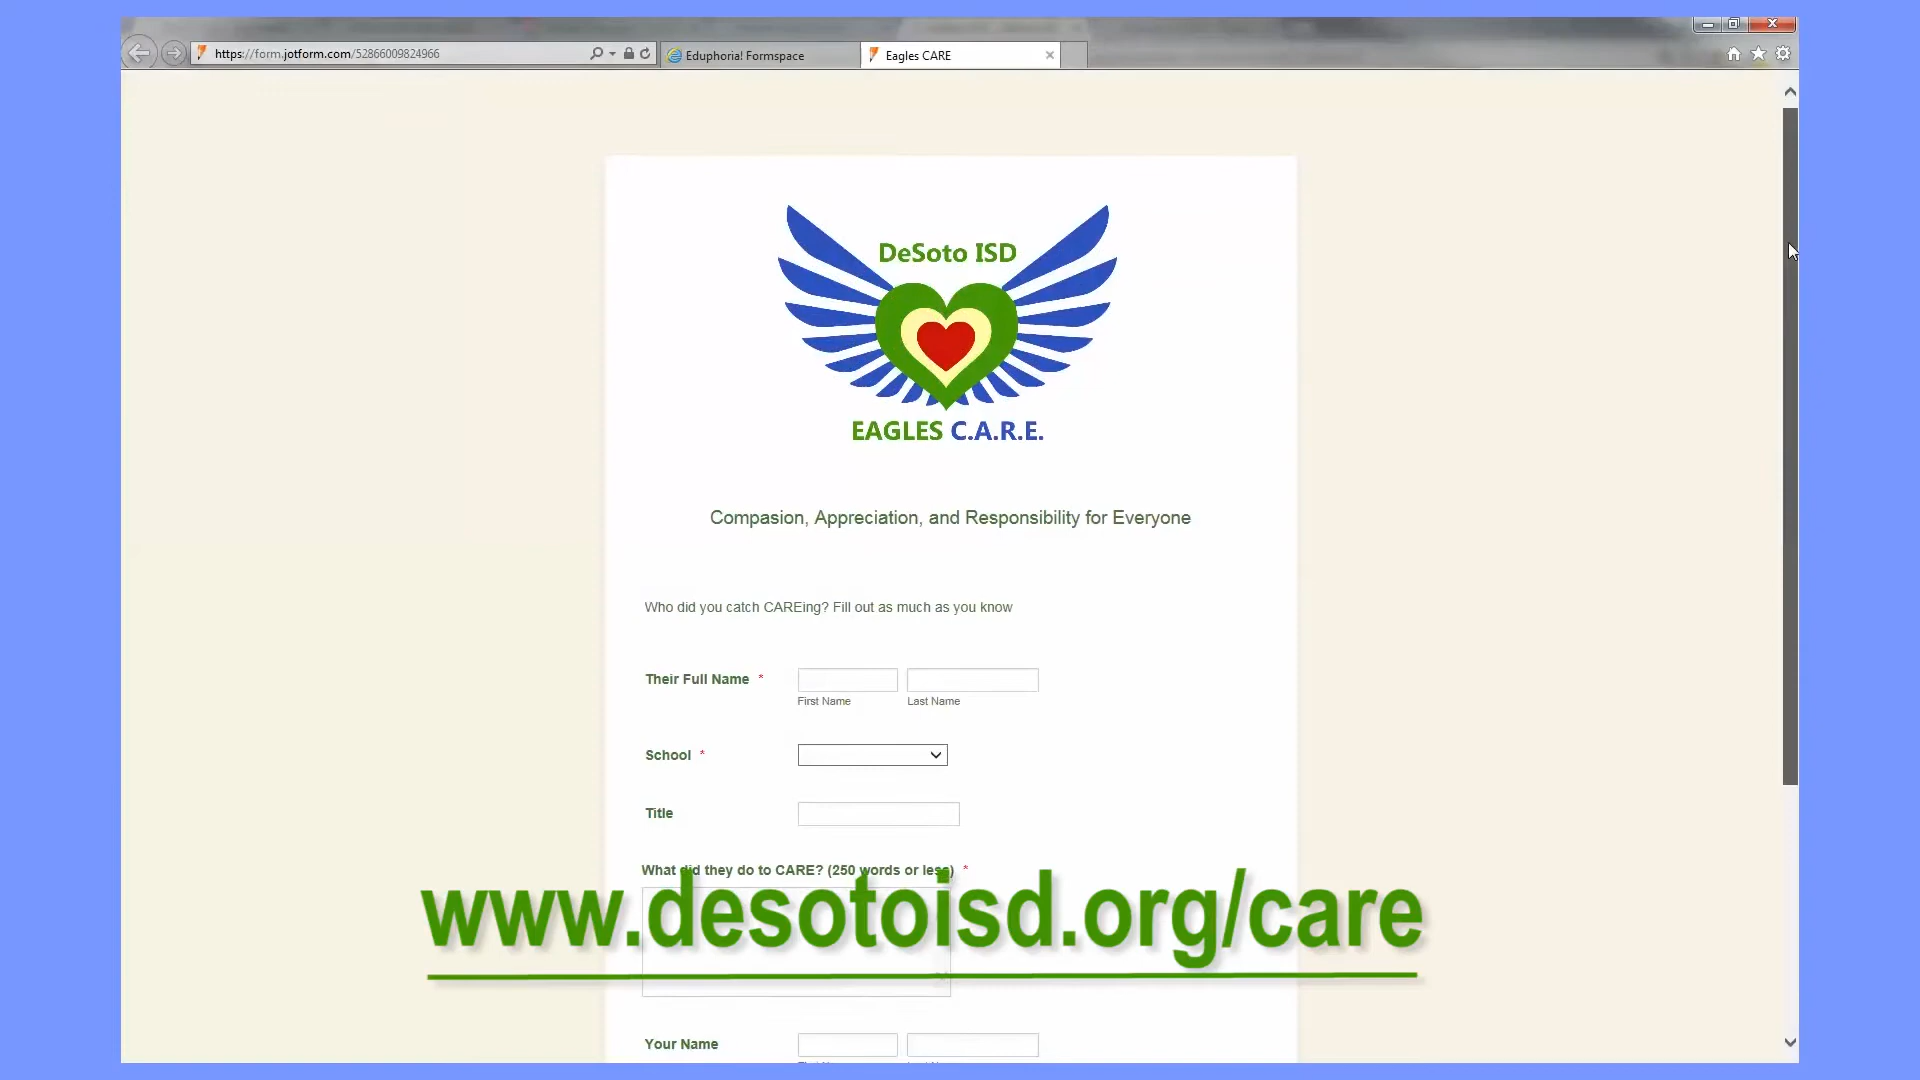 https://form.jotform.com/52866009824966
Eduphoria! Formspace
Eagles CARE
DeSoto ISD
EAGLES C.A.R.E.
Compasion, Appreciation, and Responsibility for Everyone
Who did you catch CAREing? Fill out as much as you know
Their Full Name *
First Name
Last Name
School *
Title
What did they do to CARE? (250 words or less) *
www.desotoisd.org/care
Your Name